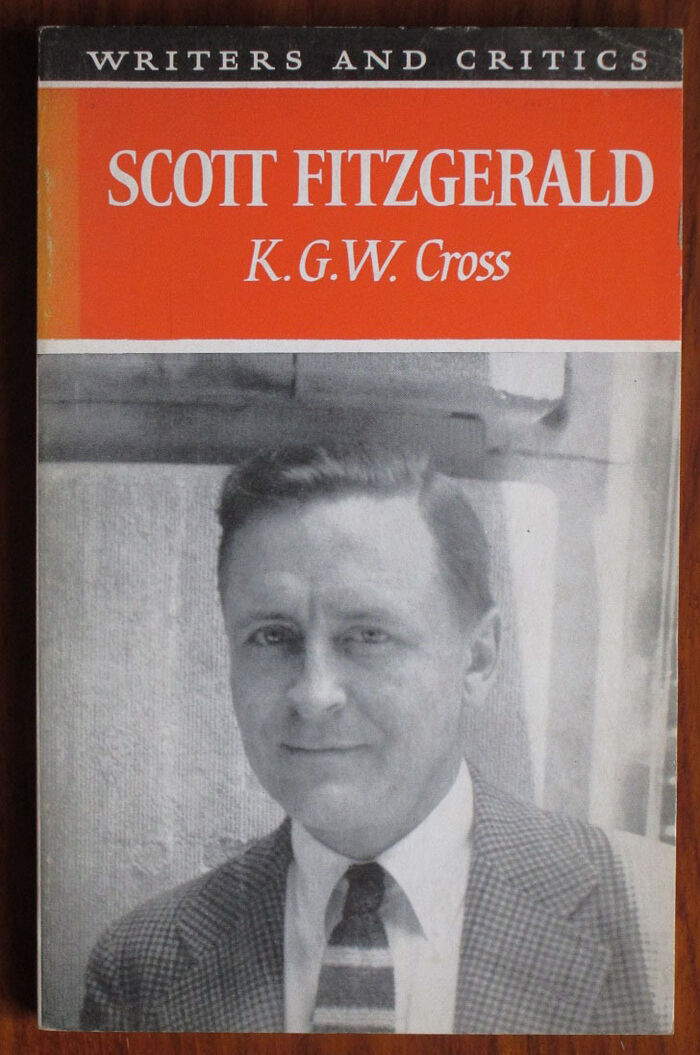 WRITERS AND CRITICS
SCOTT FITZGERALD
K. G. W. Cross